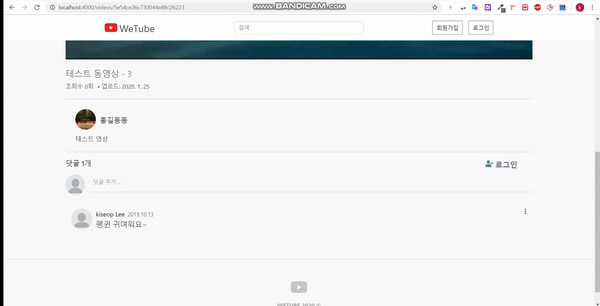 localhost:4000/videos/5e54ce26c730044e88c26223
www.BANDICAM.com
WeTube
검색
회원가입
로그인
테스트 동영상 - 3
조회수 0회 • 업로드: 2020. 1. 25
홍길동동
테스트 영상
댓글 1개
로그인
댓글 추가...
kiseop Lee 2019.10.13
펭귄 귀여워요~
WETUBE 2020 ©